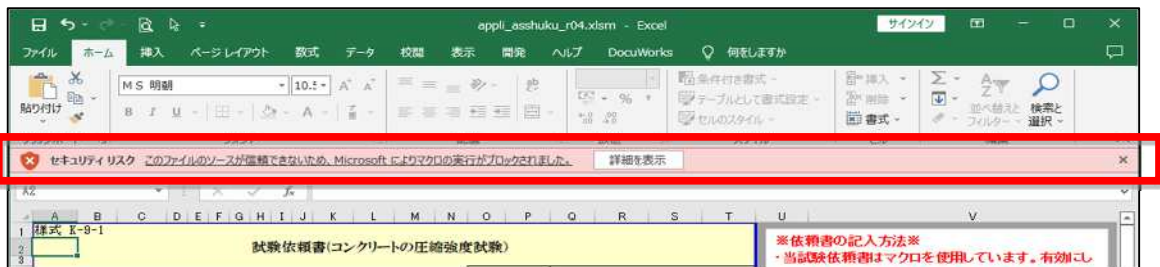 appli_asshuku_r04.xlsm - Excel
サインイン
ファイル ホーム 挿入 ページ レイアウト 数式 データ 校閲 表示 開発 ヘルプ DocuWorks 何をしますか
貼り付け
ＭＳ 明朝
10.5
B I U
%
条件付き書式
テーブルとして書式設定
セルのスタイル
挿入
削除
書式
並べ替えと
フィルター
検索と
選択
セキュリティ リスク このファイルのソースが信頼できないため、Microsoft によりマクロの実行がブロックされました。 詳細を表示
A2
fx
A B C D E F G H I J K L M N O P Q R S T U V
1 様式 K-9-1
2 試験依頼書(コンクリートの圧縮強度試験)
3
※依頼書の記入方法※
・当試験依頼書はマクロを使用しています。有効にし